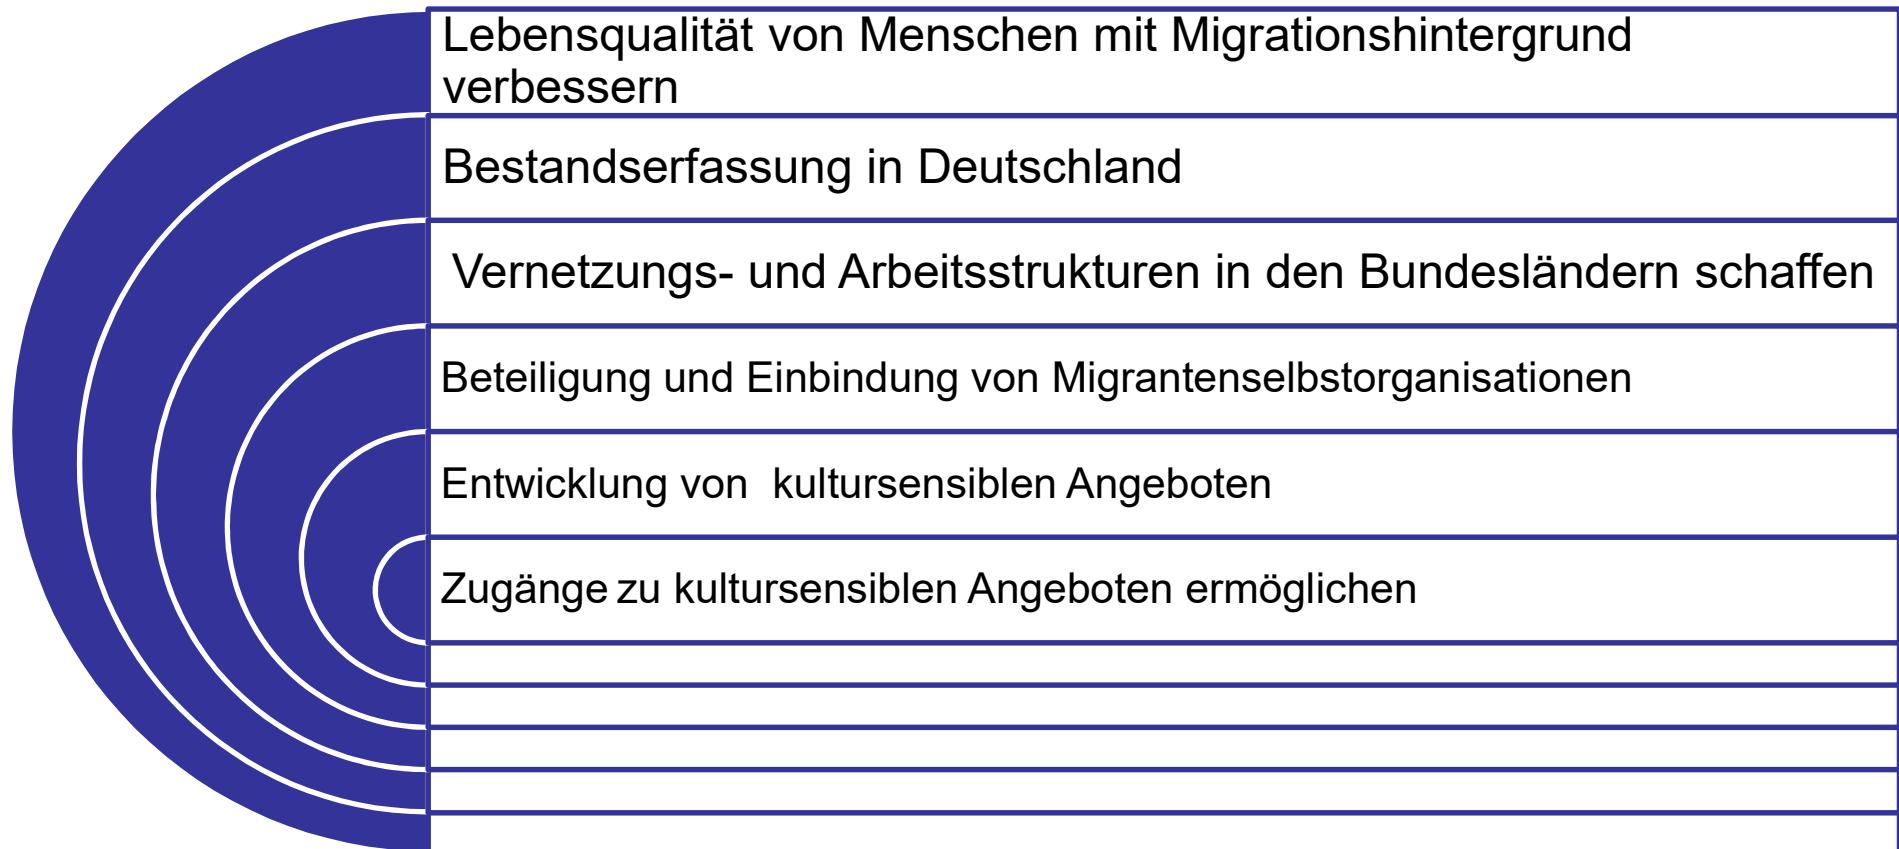 Lebensqualität von Menschen mit Migrationshintergrund
verbessern
Bestandserfassung in Deutschland
Vernetzungs- und Arbeitsstrukturen in den Bundesländern schaffen
Beteiligung und Einbindung von Migrantenselbstorganisationen
Entwicklung von  kultursensiblen Angeboten
Zugänge zu kultursensiblen Angeboten ermöglichen